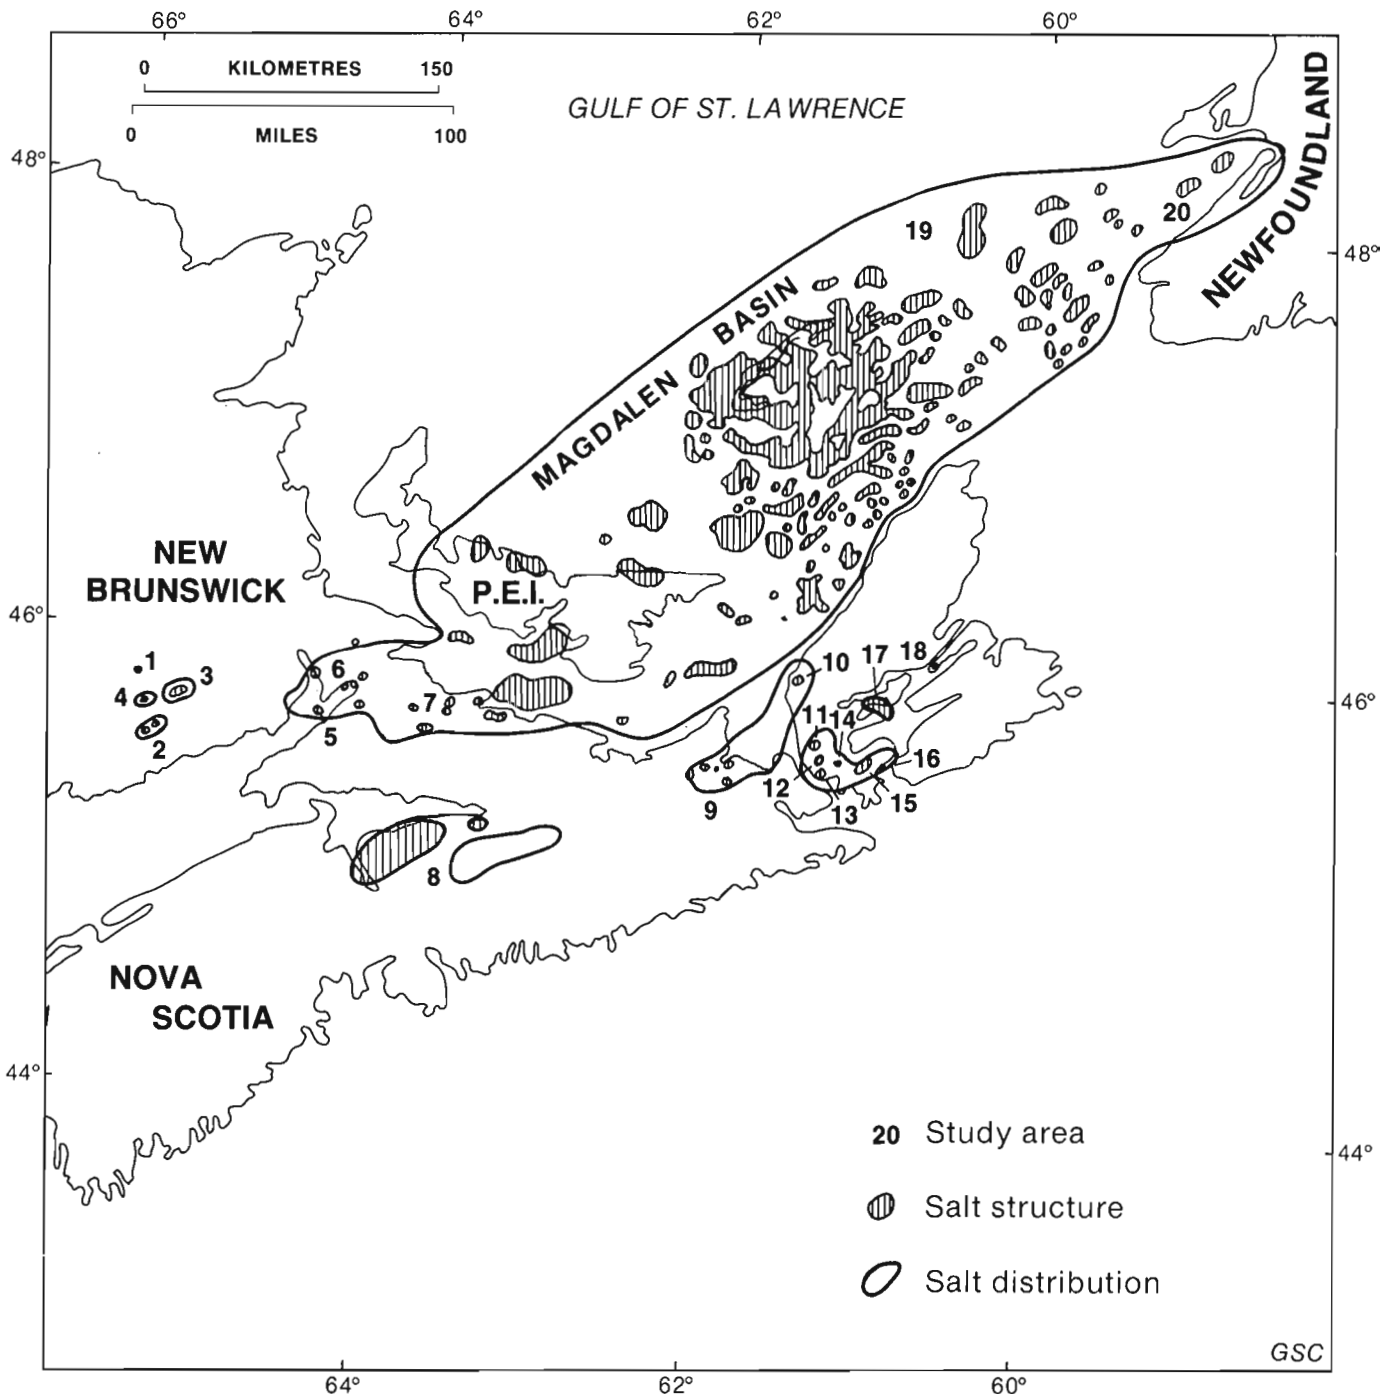 66° 64° 62° 60°
0 KILOMETRES 150
0 MILES 100
GULF OF ST. LAWRENCE
NEWFOUNDLAND
48°
48°
19
20
MAGDALEN BASIN
NEW
BRUNSWICK
P.E.I.
46°
46°
1
4
3
2
6
5
7
10
17
18
11
14
16
12
15
9
13
8
NOVA
SCOTIA
44°
44°
20 Study area
Salt structure
Salt distribution
GSC
64° 62° 60°